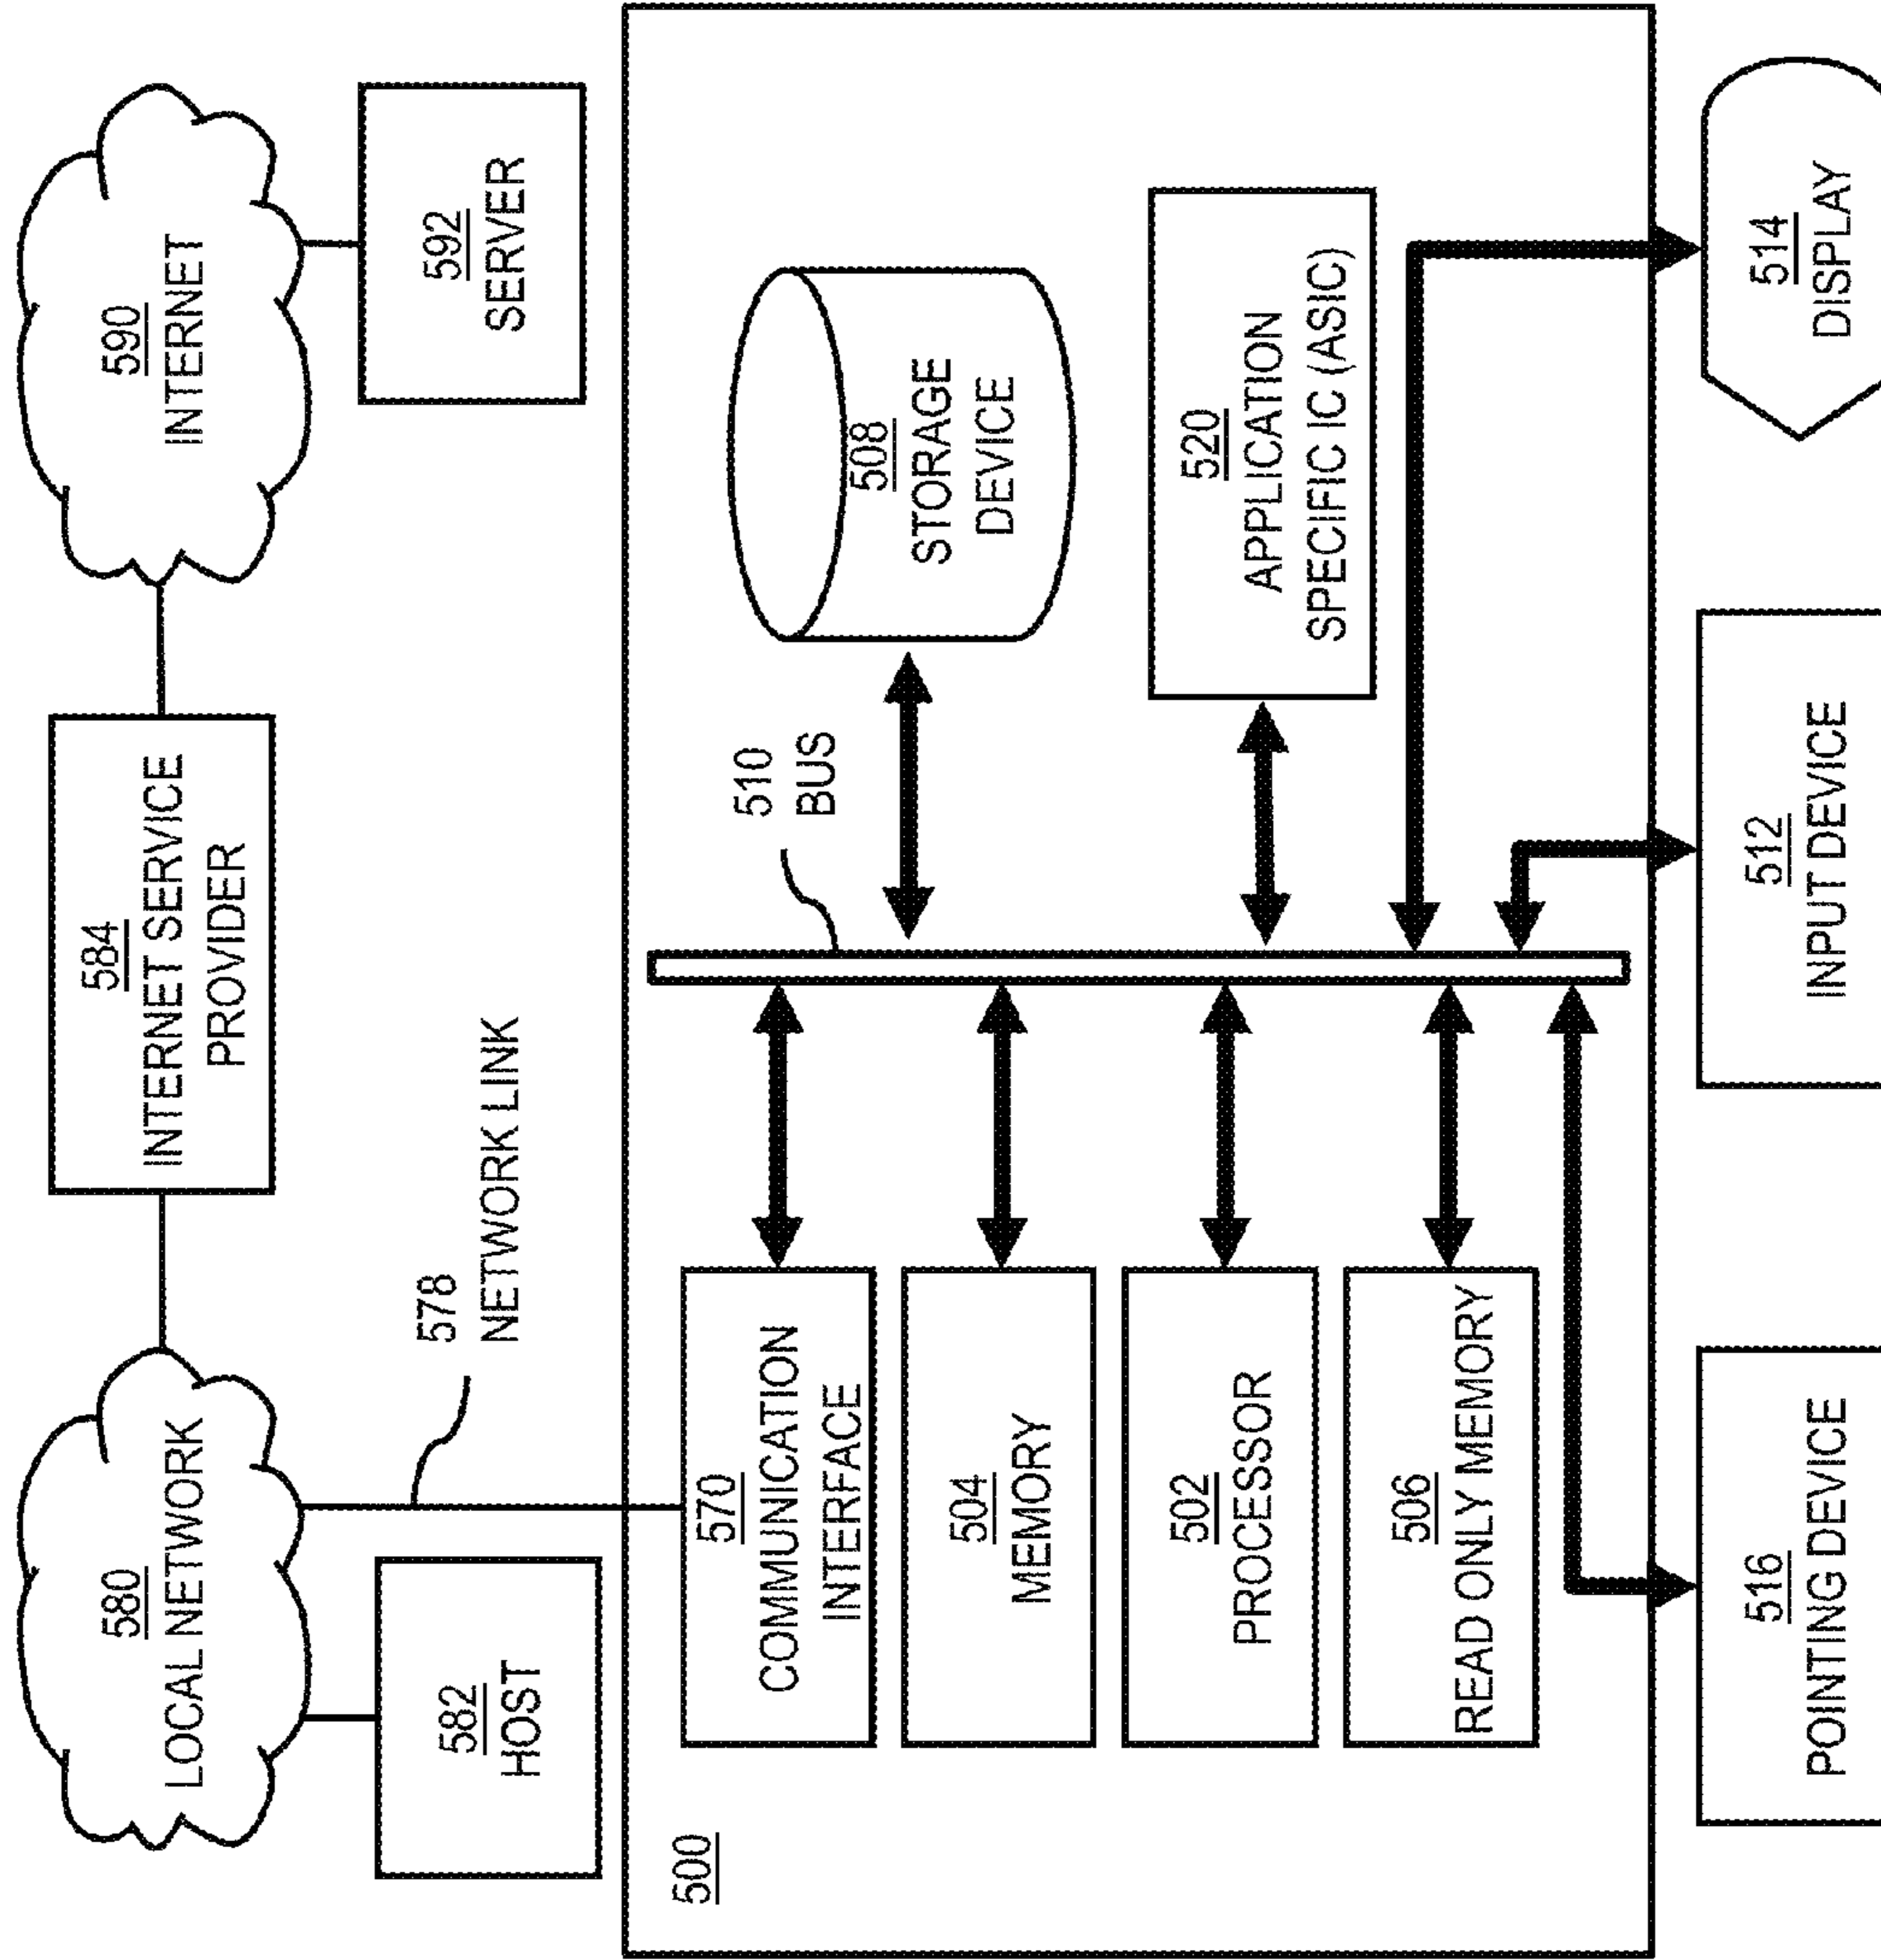 580
LOCAL NETWORK
584
INTERNET SERVICE
PROVIDER
590
INTERNET
582
HOST
578
NETWORK LINK
592
SERVER
500
570
COMMUNICATION
INTERFACE
504
MEMORY
502
PROCESSOR
506
READ ONLY MEMORY
510
BUS
508
STORAGE
DEVICE
520
APPLICATION
SPECIFIC IC (ASIC)
516
POINTING DEVICE
512
INPUT DEVICE
514
DISPLAY